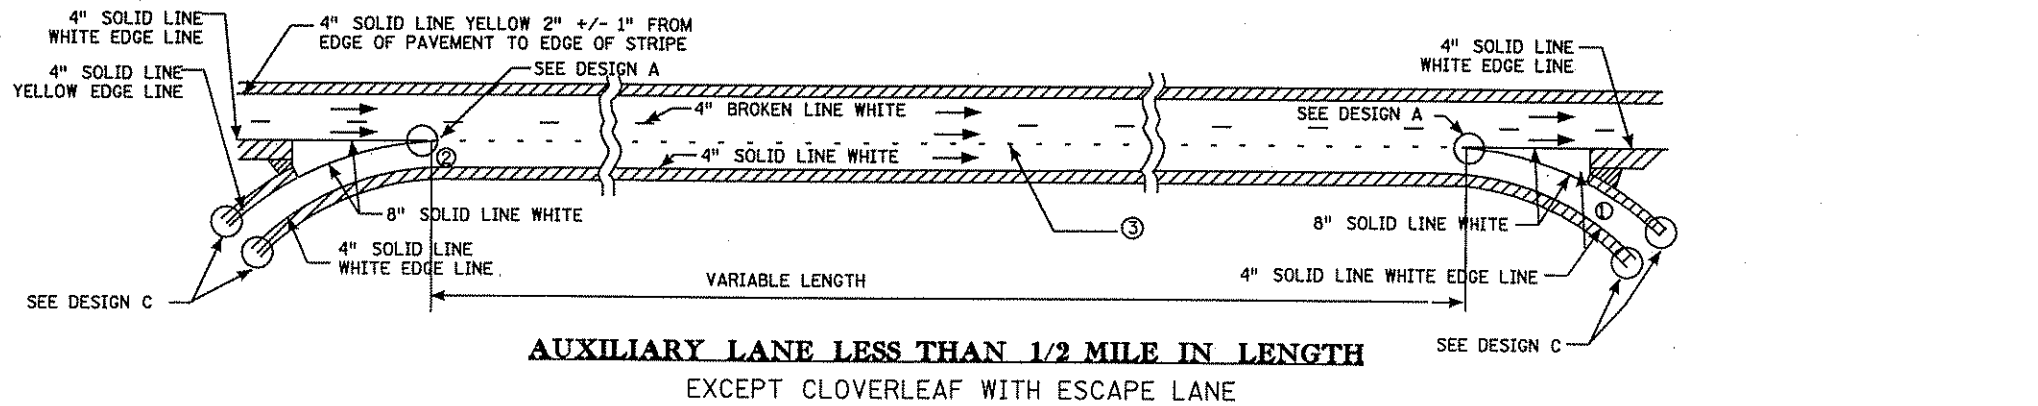 4" SOLID LINE
WHITE EDGE LINE
4" SOLID LINE YELLOW 2" +/- 1" FROM
EDGE OF PAVEMENT TO EDGE OF STRIPE
4" SOLID LINE
YELLOW EDGE LINE
SEE DESIGN A
4" SOLID LINE
WHITE EDGE LINE
4" BROKEN LINE WHITE
SEE DESIGN A
2
4" SOLID LINE WHITE
8" SOLID LINE WHITE
3
8" SOLID LINE WHITE
1
4" SOLID LINE
WHITE EDGE LINE
4" SOLID LINE WHITE EDGE LINE
VARIABLE LENGTH
SEE DESIGN C
SEE DESIGN C
AUXILIARY LANE LESS THAN 1/2 MILE IN LENGTH
EXCEPT CLOVERLEAF WITH ESCAPE LANE